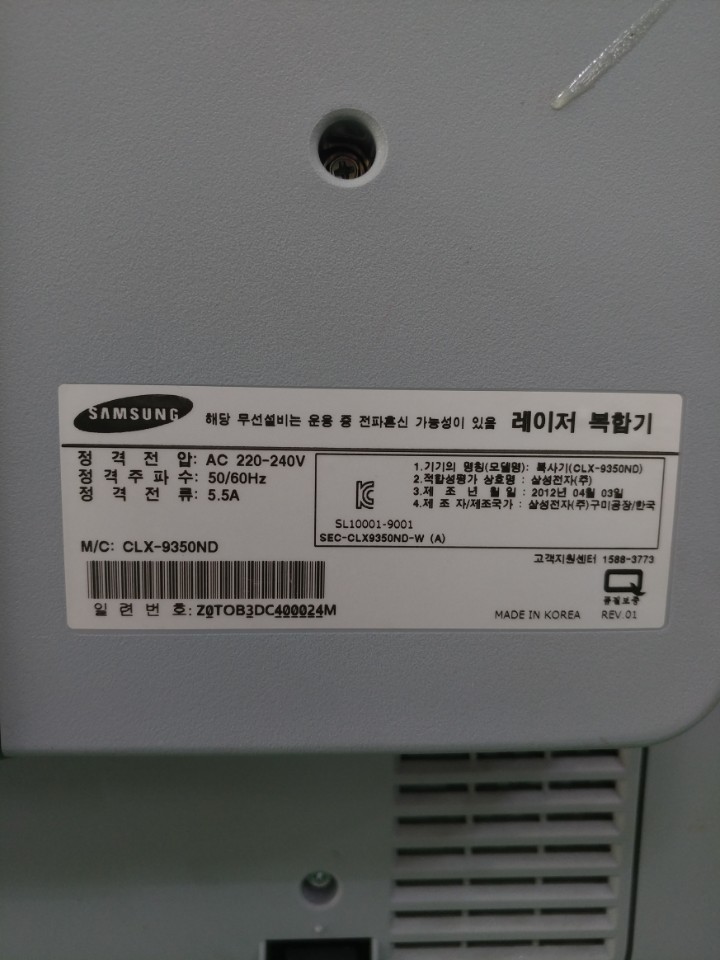 SAMSUNG 해당 무선설비는 운용 중 전파혼신 가능성이 있음 레이저 복합기
정 격 전 압: AC 220-240V
정 격 주 파 수: 50/60Hz
정 격 전 류: 5.5A
1.기기의 명칭(모델명): 복사기(CLX-9350ND)
2.적합성평가 상호명 : 삼성전자(주)
3.제 조 년 월 일 : 2012년 04월 03일
4.제조 자/제조국가 : 삼성전자(주)구미공장/한국
SL10001-9001
SEC-CLX9350ND-W (A)
M/C: CLX-9350ND
고객지원센터 1588-3773
Q
품질보증
일 련 번 호: Z0TOB3DC400024M
MADE IN KOREA REV.01